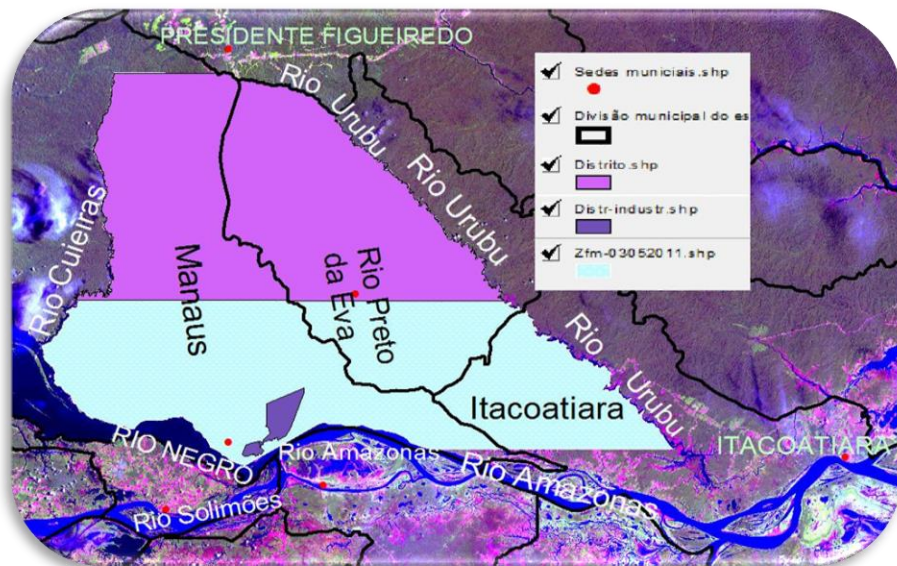 PRESIDENTE FIGUEIREDO
Rio Urubu
Rio Urubu
Rio Urubu
Rio Cuieiras
Manaus
Rio Preto
da Eva
Itacoatiara
ITACOATIARA
RIO NEGRO
Rio Amazonas
Rio Amazonas
Rio Solimões
Sedes municiais.shp
Divisão municipal do es
Distrito.shp
Distr-industr.shp
Zfm-03052011.shp